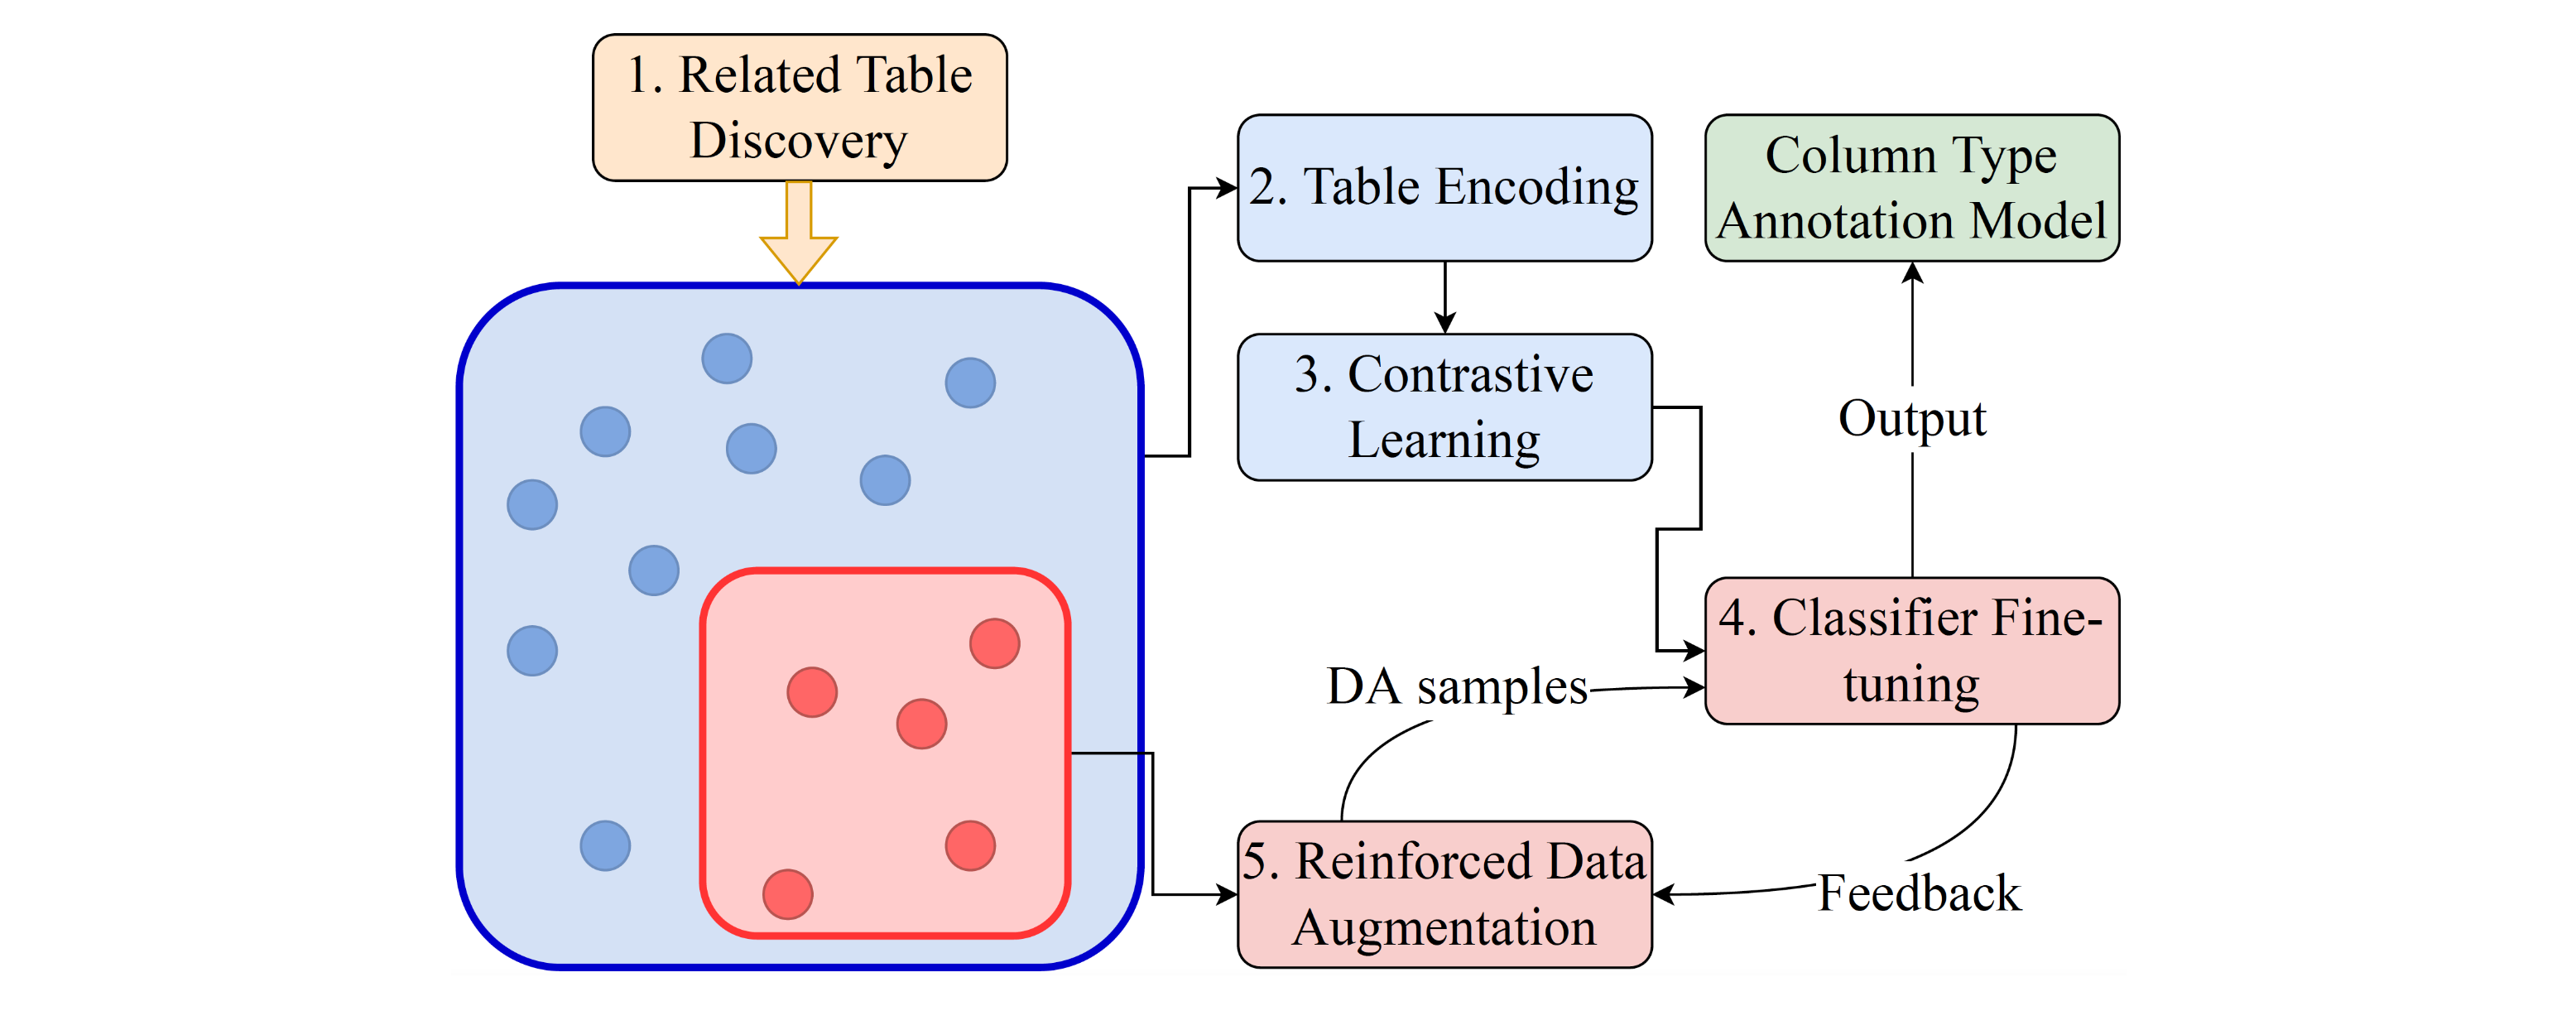 1. Related Table
Discovery
2. Table Encoding
Column Type
Annotation Model
3. Contrastive
Learning
Output
4. Classifier Fine-
tuning
DA samples
5. Reinforced Data
Augmentation
Feedback